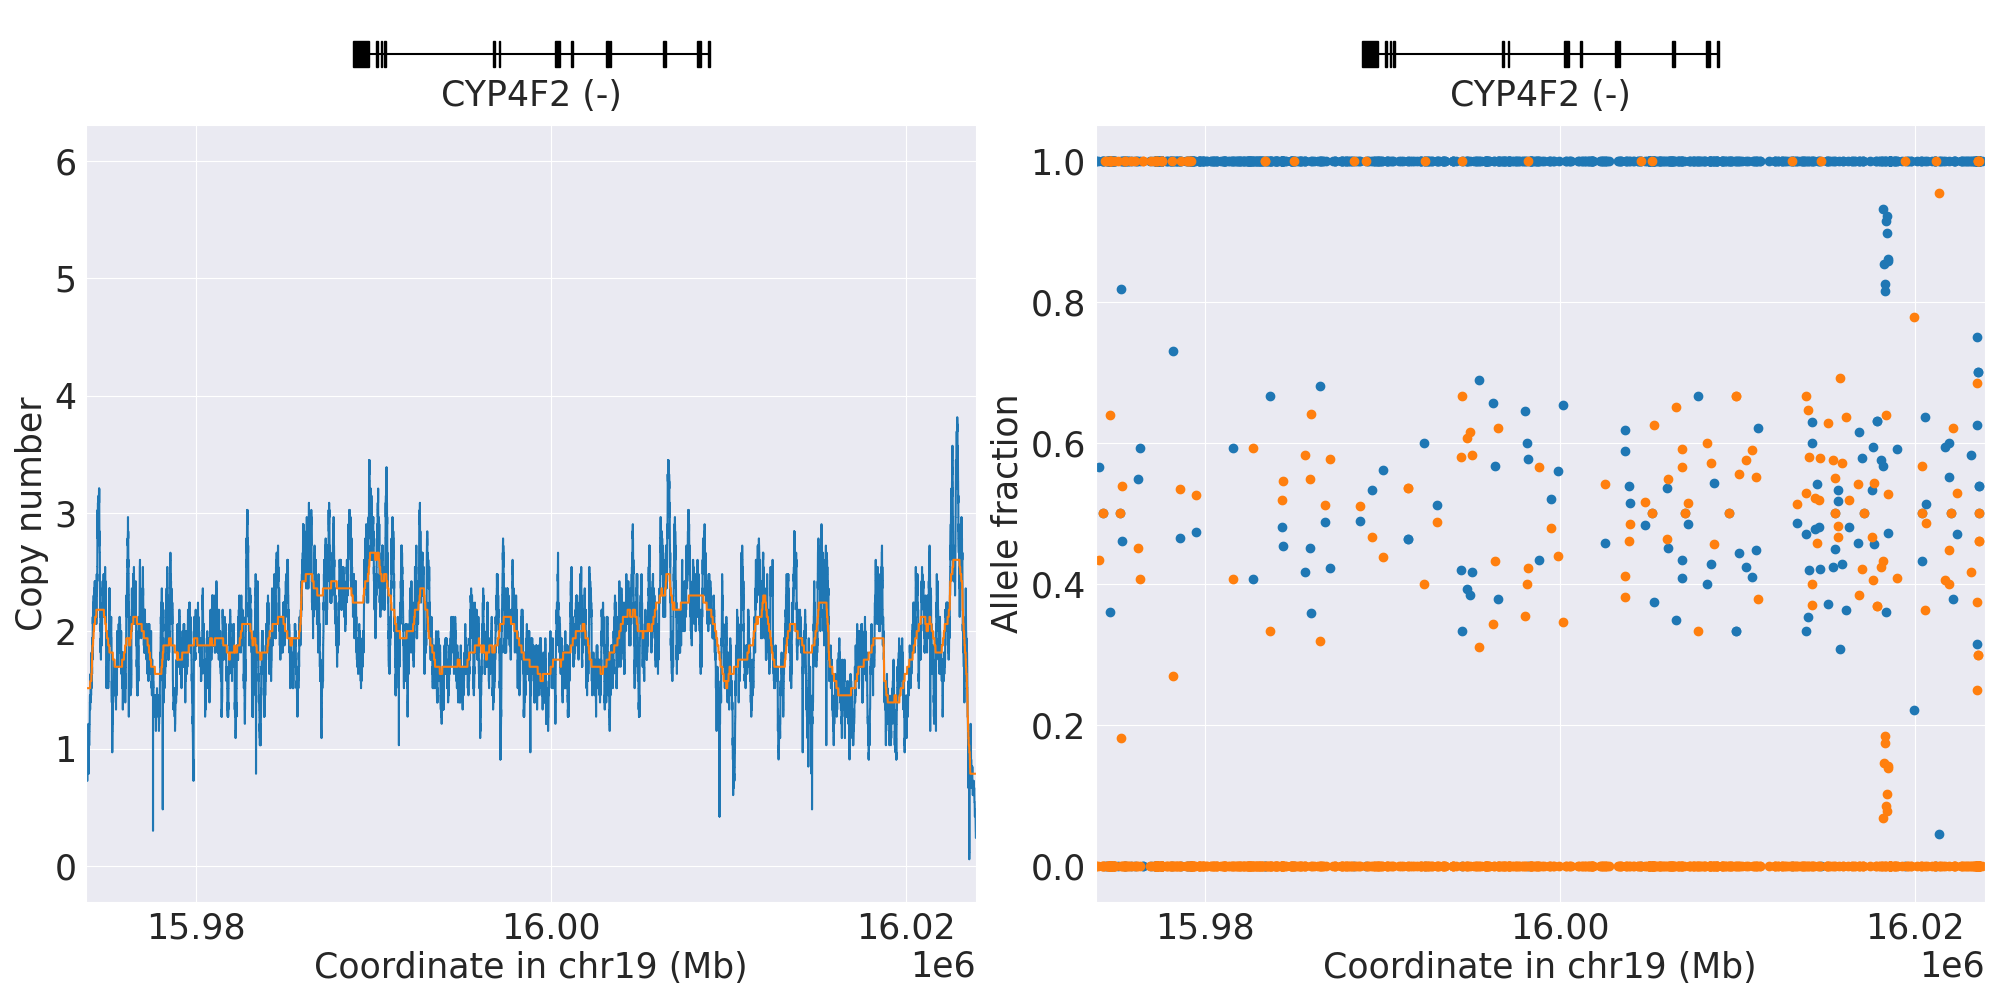 CYP4F2 (-)
Copy number
6
5
4
3
2
1
0
15.98
16.00
16.02
Coordinate in chr19 (Mb)
1e6
CYP4F2 (-)
Allele fraction
1.0
0.8
0.6
0.4
0.2
0.0
15.98
16.00
16.02
Coordinate in chr19 (Mb)
1e6